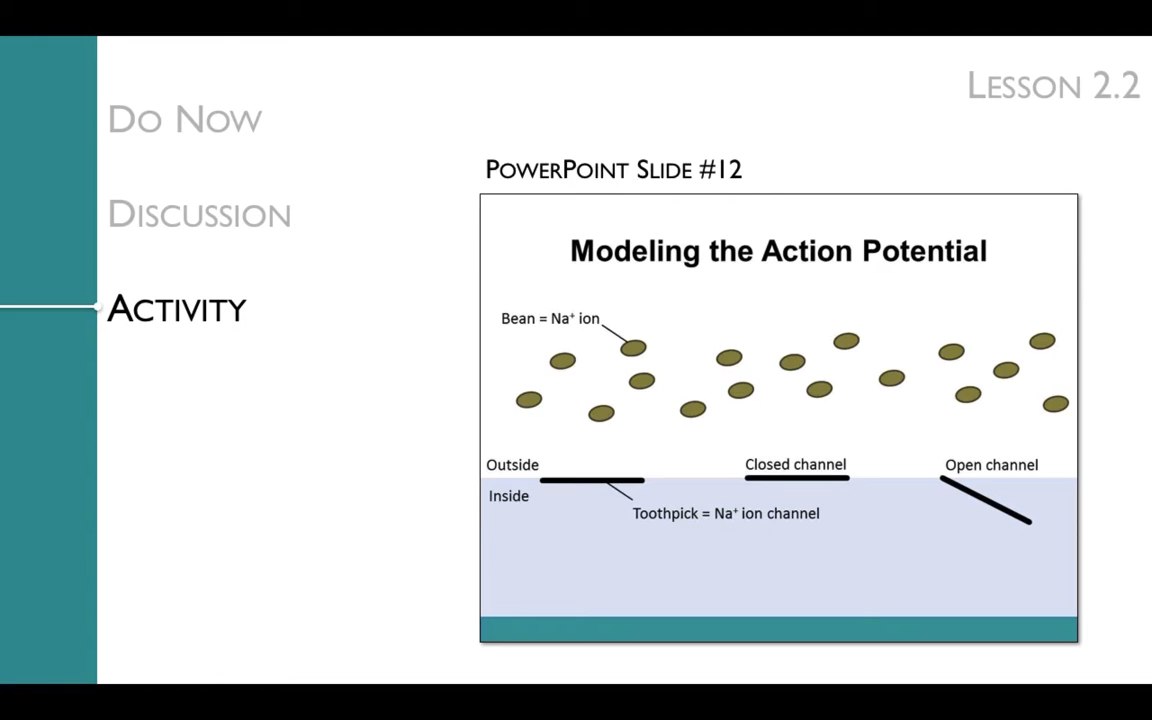 LESSON 2.2
DO NOW
DISCUSSION
ACTIVITY
POWERPOINT SLIDE #12
Modeling the Action Potential
Bean = Na⁺ ion
Outside
Closed channel
Open channel
Inside
Toothpick = Na⁺ ion channel